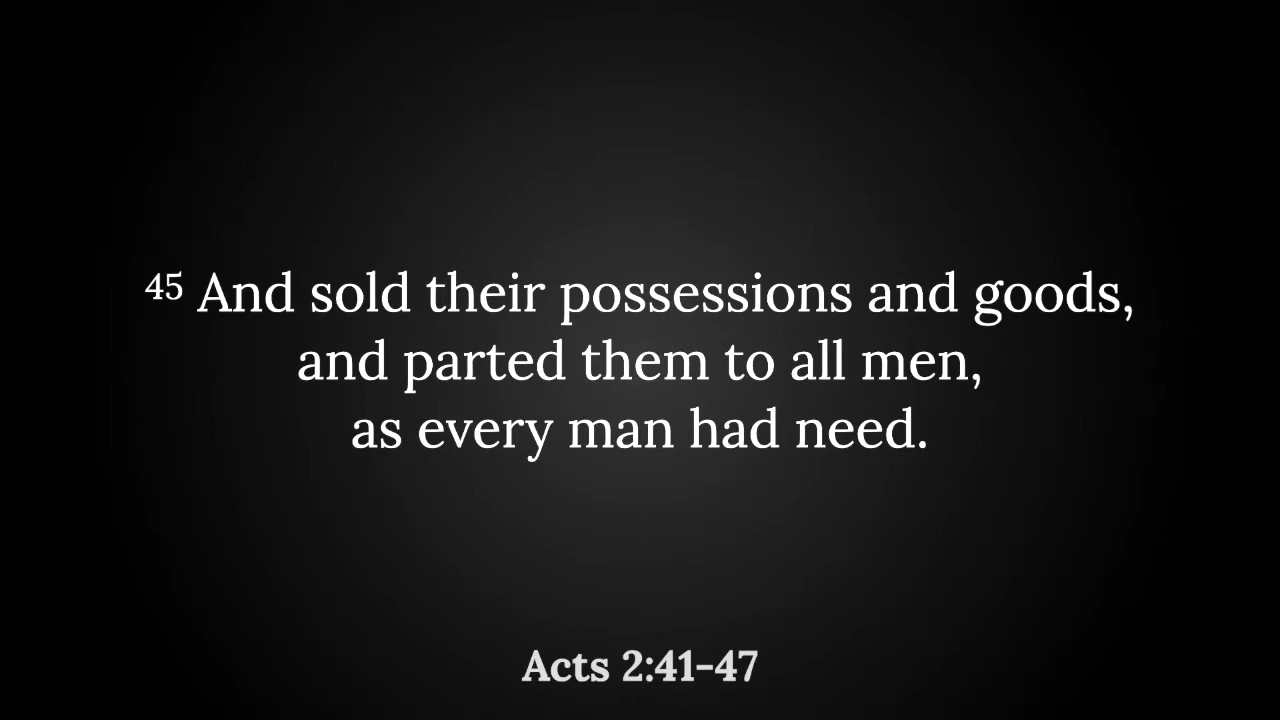 45 And sold their possessions and goods,
and parted them to all men,
as every man had need.
Acts 2:41-47